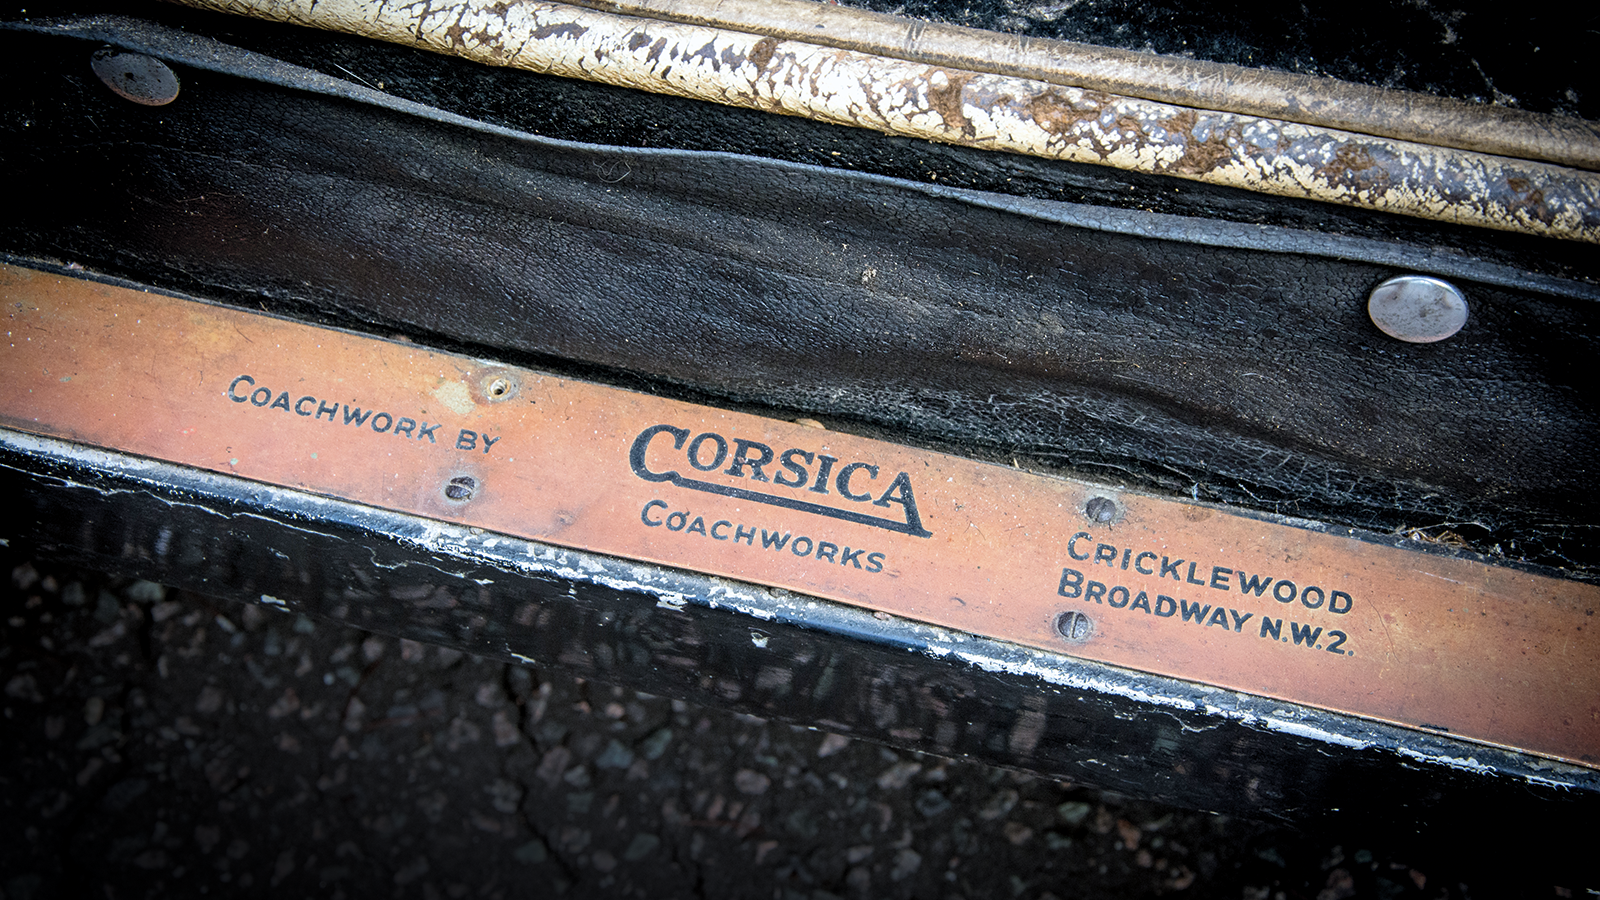 COACHWORK BY
CORSICA
COACHWORKS
CRICKLEWOOD
BROADWAY N.W.2.